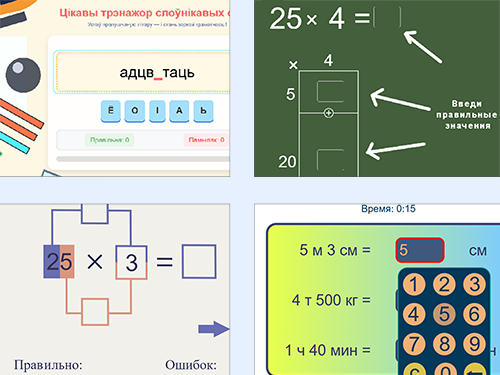 Цікавы трэнажор слоўнікавых с
Устаў прапушчаную літару — і стань зоркай граматнасці!
адцв_таць
Ё О І А Ь
Правільна: 0 Памылак: 0
25 × 4 =
× 4
5
20
Введи
правильные
значения
25 × 3 =
Правильно: Ошибок:
Время: 0:15
5 м 3 см = 5 см
4 т 500 кг =
1 ч 40 мин = н
1 2 3
4 5 6
7 8 9
С 0 ←